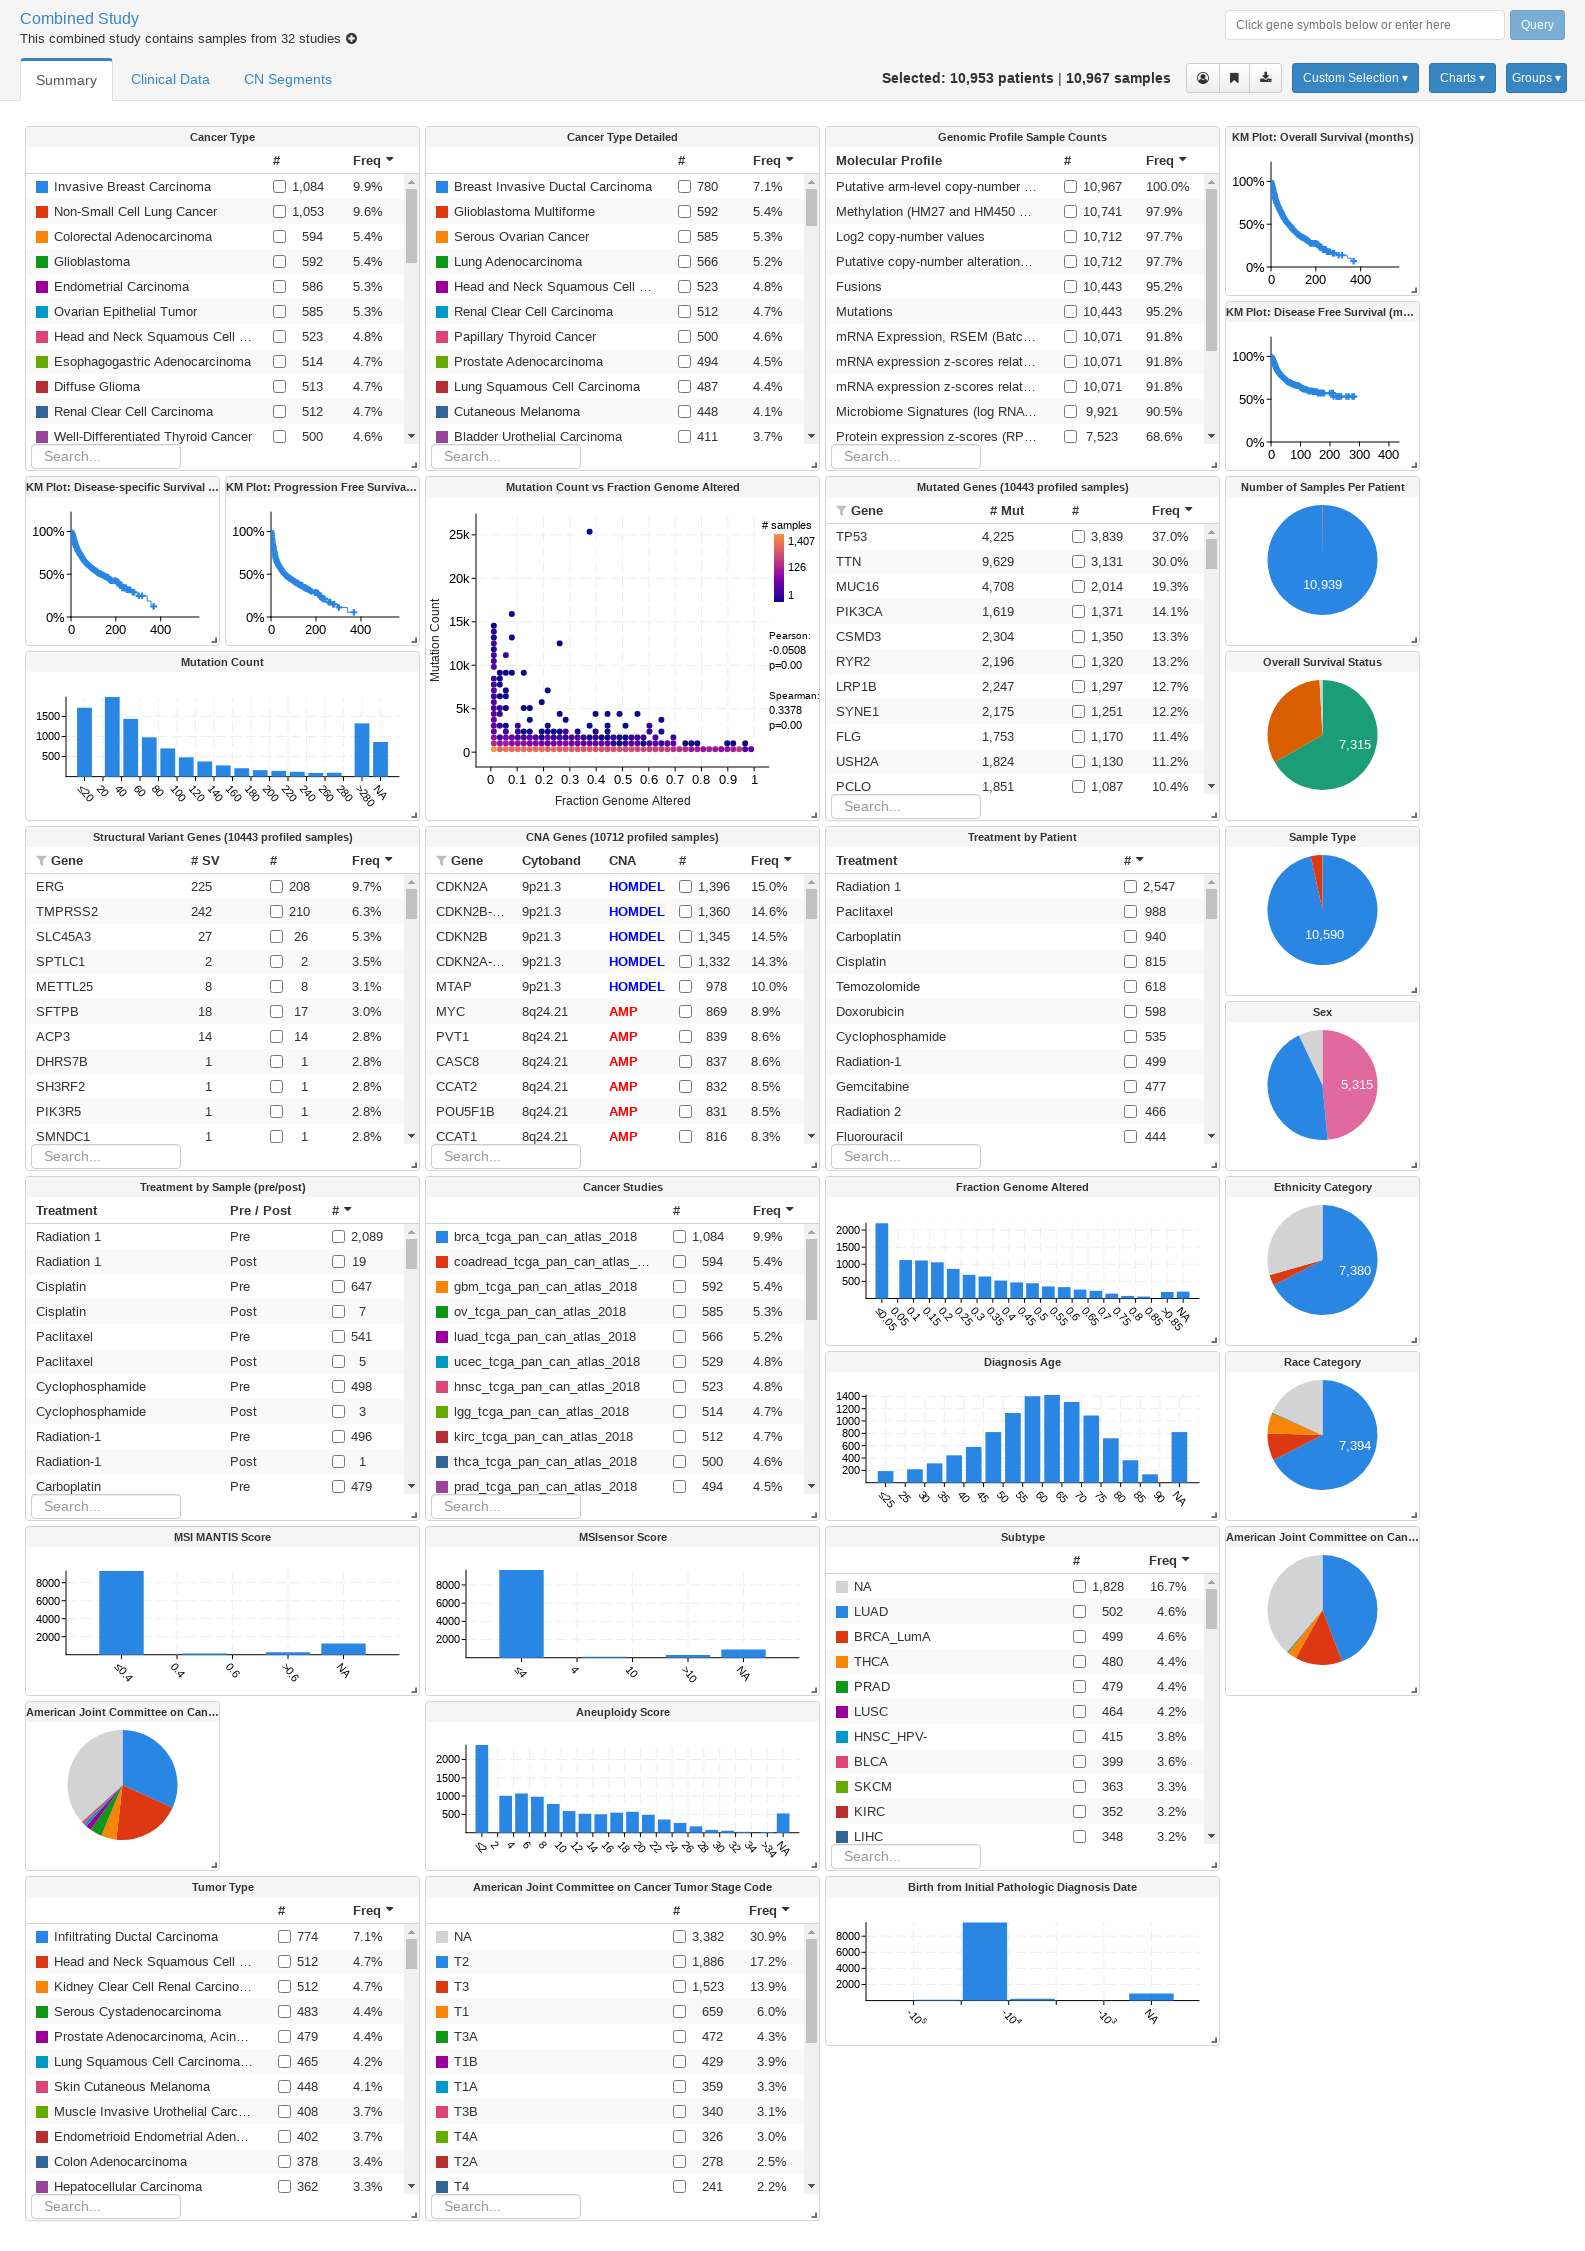 Combined Study
This combined study contains samples from 32 studies
Click gene symbols below or enter here
Query
Summary
Clinical Data
CN Segments
Selected: 10,953 patients | 10,967 samples
Custom Selection ▾
Charts ▾
Groups ▾
Cancer Type
# Freq
Invasive Breast Carcinoma 1,084 9.9%
Non-Small Cell Lung Cancer 1,053 9.6%
Colorectal Adenocarcinoma 594 5.4%
Glioblastoma 592 5.4%
Endometrial Carcinoma 586 5.3%
Ovarian Epithelial Tumor 585 5.3%
Head and Neck Squamous Cell … 523 4.8%
Esophagogastric Adenocarcinoma 514 4.7%
Diffuse Glioma 513 4.7%
Renal Clear Cell Carcinoma 512 4.7%
Well-Differentiated Thyroid Cancer 500 4.6%
Search...
Cancer Type Detailed
# Freq
Breast Invasive Ductal Carcinoma 780 7.1%
Glioblastoma Multiforme 592 5.4%
Serous Ovarian Cancer 585 5.3%
Lung Adenocarcinoma 566 5.2%
Head and Neck Squamous Cell … 523 4.8%
Renal Clear Cell Carcinoma 512 4.7%
Papillary Thyroid Cancer 500 4.6%
Prostate Adenocarcinoma 494 4.5%
Lung Squamous Cell Carcinoma 487 4.4%
Cutaneous Melanoma 448 4.1%
Bladder Urothelial Carcinoma 411 3.7%
Search...
Genomic Profile Sample Counts
Molecular Profile # Freq
Putative arm-level copy-number … 10,967 100.0%
Methylation (HM27 and HM450 … 10,741 97.9%
Log2 copy-number values 10,712 97.7%
Putative copy-number alteration… 10,712 97.7%
Fusions 10,443 95.2%
Mutations 10,443 95.2%
mRNA Expression, RSEM (Batc… 10,071 91.8%
mRNA expression z-scores relat… 10,071 91.8%
mRNA expression z-scores relat… 10,071 91.8%
Microbiome Signatures (log RNA… 9,921 90.5%
Protein expression z-scores (RP… 7,523 68.6%
Search...
KM Plot: Overall Survival (months)
100%
50%
0%
0 200 400
KM Plot: Disease Free Survival (m…
100%
50%
0%
0 100 200 300 400
KM Plot: Disease-specific Survival …
100%
50%
0%
0 200 400
KM Plot: Progression Free Surviva…
100%
50%
0%
0 200 400
Mutation Count
1500
1000
500
≤20 20 40 60 80 100 120 140 160 180 200 220 240 260 280 >280 NA
Mutation Count vs Fraction Genome Altered
Mutation Count
25k
20k
15k
10k
5k
0
0 0.1 0.2 0.3 0.4 0.5 0.6 0.7 0.8 0.9 1
Fraction Genome Altered
# samples
1,407
126
1
Pearson:
-0.0508
p=0.00
Spearman:
0.3378
p=0.00
Mutated Genes (10443 profiled samples)
Gene # Mut # Freq
TP53 4,225 3,839 37.0%
TTN 9,629 3,131 30.0%
MUC16 4,708 2,014 19.3%
PIK3CA 1,619 1,371 14.1%
CSMD3 2,304 1,350 13.3%
RYR2 2,196 1,320 13.2%
LRP1B 2,247 1,297 12.7%
SYNE1 2,175 1,251 12.2%
FLG 1,753 1,170 11.4%
USH2A 1,824 1,130 11.2%
PCLO 1,851 1,087 10.4%
Search...
Number of Samples Per Patient
10,939
Overall Survival Status
7,315
Structural Variant Genes (10443 profiled samples)
Gene # SV # Freq
ERG 225 208 9.7%
TMPRSS2 242 210 6.3%
SLC45A3 27 26 5.3%
SPTLC1 2 2 3.5%
METTL25 8 8 3.1%
SFTPB 18 17 3.0%
ACP3 14 14 2.8%
DHRS7B 1 1 2.8%
SH3RF2 1 1 2.8%
PIK3R5 1 1 2.8%
SMNDC1 1 1 2.8%
Search...
CNA Genes (10712 profiled samples)
Gene Cytoband CNA # Freq
CDKN2A 9p21.3 HOMDEL 1,396 15.0%
CDKN2B-… 9p21.3 HOMDEL 1,360 14.6%
CDKN2B 9p21.3 HOMDEL 1,345 14.5%
CDKN2A-… 9p21.3 HOMDEL 1,332 14.3%
MTAP 9p21.3 HOMDEL 978 10.0%
MYC 8q24.21 AMP 869 8.9%
PVT1 8q24.21 AMP 839 8.6%
CASC8 8q24.21 AMP 837 8.6%
CCAT2 8q24.21 AMP 832 8.5%
POU5F1B 8q24.21 AMP 831 8.5%
CCAT1 8q24.21 AMP 816 8.3%
Search...
Treatment by Patient
Treatment #
Radiation 1 2,547
Paclitaxel 988
Carboplatin 940
Cisplatin 815
Temozolomide 618
Doxorubicin 598
Cyclophosphamide 535
Radiation-1 499
Gemcitabine 477
Radiation 2 466
Fluorouracil 444
Search...
Sample Type
10,590
Sex
5,315
Treatment by Sample (pre/post)
Treatment Pre / Post #
Radiation 1 Pre 2,089
Radiation 1 Post 19
Cisplatin Pre 647
Cisplatin Post 7
Paclitaxel Pre 541
Paclitaxel Post 5
Cyclophosphamide Pre 498
Cyclophosphamide Post 3
Radiation-1 Pre 496
Radiation-1 Post 1
Carboplatin Pre 479
Search...
Cancer Studies
# Freq
brca_tcga_pan_can_atlas_2018 1,084 9.9%
coadread_tcga_pan_can_atlas_… 594 5.4%
gbm_tcga_pan_can_atlas_2018 592 5.4%
ov_tcga_pan_can_atlas_2018 585 5.3%
luad_tcga_pan_can_atlas_2018 566 5.2%
ucec_tcga_pan_can_atlas_2018 529 4.8%
hnsc_tcga_pan_can_atlas_2018 523 4.8%
lgg_tcga_pan_can_atlas_2018 514 4.7%
kirc_tcga_pan_can_atlas_2018 512 4.7%
thca_tcga_pan_can_atlas_2018 500 4.6%
prad_tcga_pan_can_atlas_2018 494 4.5%
Search...
Fraction Genome Altered
2000
1500
1000
500
≤0.05 0.05 0.1 0.15 0.2 0.25 0.3 0.35 0.4 0.45 0.5 0.55 0.6 0.65 0.7 0.75 0.8 0.85 >0.85 NA
Ethnicity Category
7,380
Diagnosis Age
1400
1200
1000
800
600
400
200
≤25 25 30 35 40 45 50 55 60 65 70 75 80 85 90 NA
Race Category
7,394
MSI MANTIS Score
8000
6000
4000
2000
≤0.4 0.4 0.6 >0.6 NA
MSIsensor Score
8000
6000
4000
2000
≤4 4 10 >10 NA
Subtype
# Freq
NA 1,828 16.7%
LUAD 502 4.6%
BRCA_LumA 499 4.6%
THCA 480 4.4%
PRAD 479 4.4%
LUSC 464 4.2%
HNSC_HPV- 415 3.8%
BLCA 399 3.6%
SKCM 363 3.3%
KIRC 352 3.2%
LIHC 348 3.2%
Search...
American Joint Committee on Can…
American Joint Committee on Can…
Aneuploidy Score
2000
1500
1000
500
≤2 2 4 6 8 10 12 14 16 18 20 22 24 26 28 30 32 34 >34 NA
Tumor Type
# Freq
Infiltrating Ductal Carcinoma 774 7.1%
Head and Neck Squamous Cell … 512 4.7%
Kidney Clear Cell Renal Carcino… 512 4.7%
Serous Cystadenocarcinoma 483 4.4%
Prostate Adenocarcinoma, Acin… 479 4.4%
Lung Squamous Cell Carcinoma… 465 4.2%
Skin Cutaneous Melanoma 448 4.1%
Muscle Invasive Urothelial Carc… 408 3.7%
Endometrioid Endometrial Aden… 402 3.7%
Colon Adenocarcinoma 378 3.4%
Hepatocellular Carcinoma 362 3.3%
Search...
American Joint Committee on Cancer Tumor Stage Code
# Freq
NA 3,382 30.9%
T2 1,886 17.2%
T3 1,523 13.9%
T1 659 6.0%
T3A 472 4.3%
T1B 429 3.9%
T1A 359 3.3%
T3B 340 3.1%
T4A 326 3.0%
T2A 278 2.5%
T4 241 2.2%
Search...
Birth from Initial Pathologic Diagnosis Date
8000
6000
4000
2000
-10⁵ -10⁴ -10³ NA